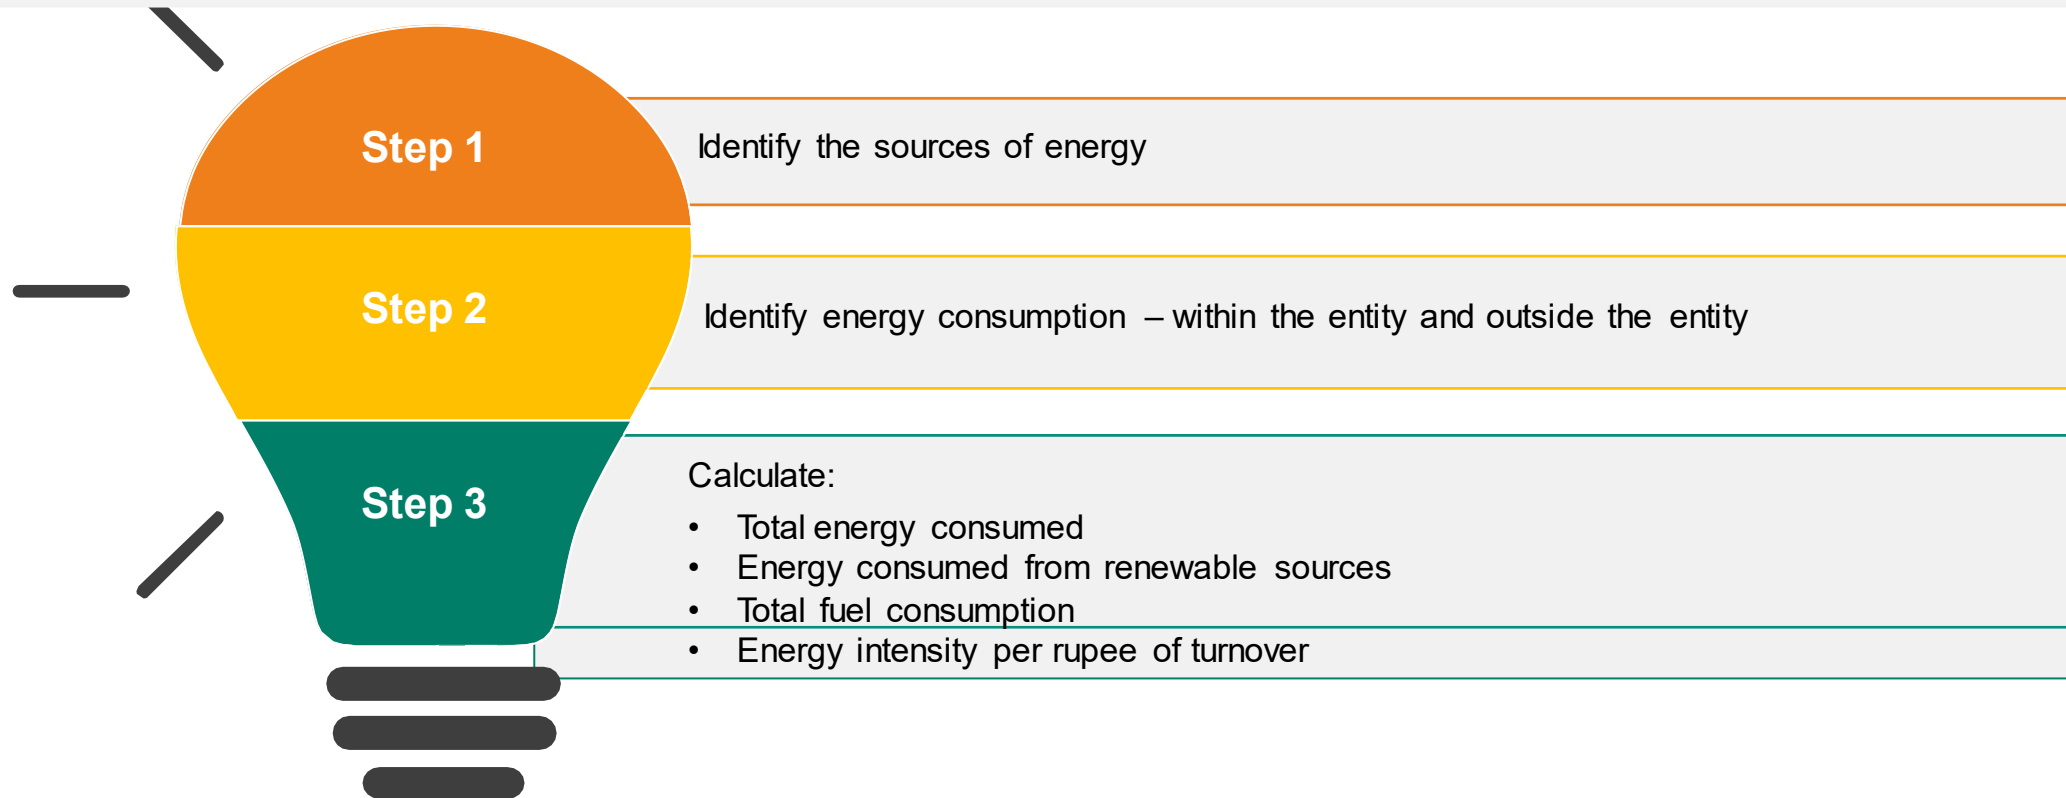 Step 1
Identify the sources of energy
Step 2
Identify energy consumption – within the entity and outside the entity
Step 3
Calculate:
• Total energy consumed
• Energy consumed from renewable sources
• Total fuel consumption
• Energy intensity per rupee of turnover